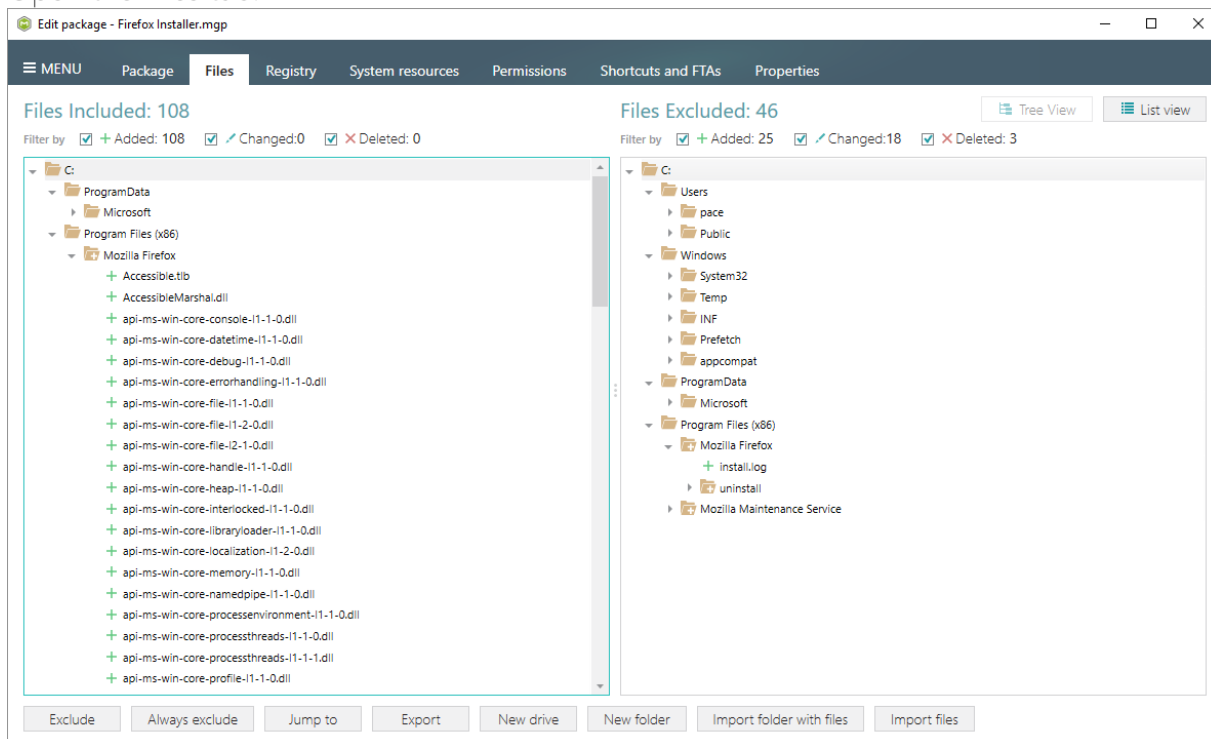 Edit package - Firefox Installer.mgp
MENU Package Files Registry System resources Permissions Shortcuts and FTAs Properties
Files Included: 108
Filter by Added: 108 Changed:0 Deleted: 0
C:
ProgramData
Microsoft
Program Files (x86)
Mozilla Firefox
Accessible.tlb
AccessibleMarshal.dll
api-ms-win-core-console-l1-1-0.dll
api-ms-win-core-datetime-l1-1-0.dll
api-ms-win-core-debug-l1-1-0.dll
api-ms-win-core-errorhandling-l1-1-0.dll
api-ms-win-core-file-l1-1-0.dll
api-ms-win-core-file-l1-2-0.dll
api-ms-win-core-file-l2-1-0.dll
api-ms-win-core-handle-l1-1-0.dll
api-ms-win-core-heap-l1-1-0.dll
api-ms-win-core-interlocked-l1-1-0.dll
api-ms-win-core-libraryloader-l1-1-0.dll
api-ms-win-core-localization-l1-2-0.dll
api-ms-win-core-memory-l1-1-0.dll
api-ms-win-core-namedpipe-l1-1-0.dll
api-ms-win-core-processenvironment-l1-1-0.dll
api-ms-win-core-processthreads-l1-1-0.dll
api-ms-win-core-processthreads-l1-1-1.dll
api-ms-win-core-profile-l1-1-0.dll
Files Excluded: 46
Tree View List view
Filter by Added: 25 Changed:18 Deleted: 3
C:
Users
pace
Public
Windows
System32
Temp
INF
Prefetch
appcompat
ProgramData
Microsoft
Program Files (x86)
Mozilla Firefox
install.log
uninstall
Mozilla Maintenance Service
Exclude Always exclude Jump to Export New drive New folder Import folder with files Import files